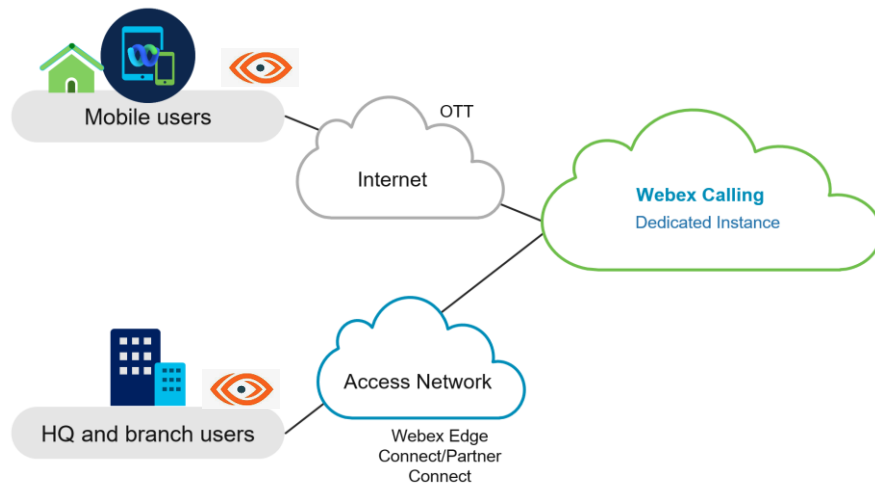 Mobile users
OTT
Internet
Webex Calling
Dedicated Instance
Access Network
HQ and branch users
Webex Edge
Connect/Partner
Connect